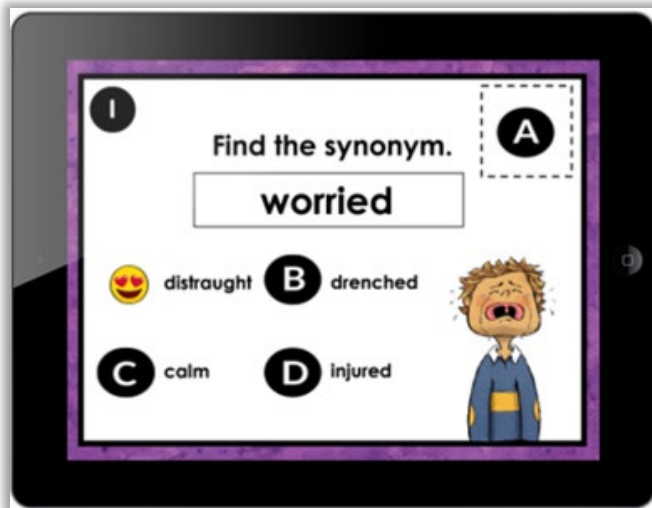 I
A
Find the synonym.
worried
distraught
B drenched
C calm
D injured